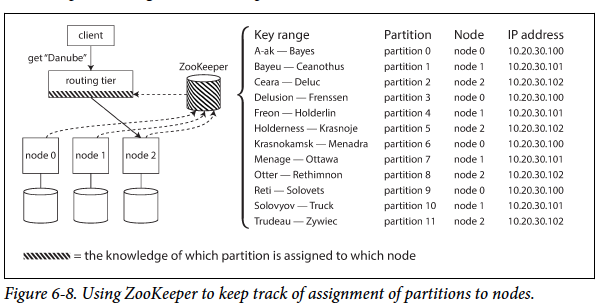 client
get "Danube"
routing tier
ZooKeeper
node 0
node 1
node 2
Key range Partition Node IP address
A-ak — Bayes partition 0 node 0 10.20.30.100
Bayeu — Ceanothus partition 1 node 1 10.20.30.101
Ceara — Deluc partition 2 node 2 10.20.30.102
Delusion — Frenssen partition 3 node 0 10.20.30.100
Freon — Holderlin partition 4 node 1 10.20.30.101
Holderness — Krasnoje partition 5 node 2 10.20.30.102
Krasnokamsk — Menadra partition 6 node 0 10.20.30.100
Menage — Ottawa partition 7 node 1 10.20.30.101
Otter — Rethimnon partition 8 node 2 10.20.30.102
Reti — Solovets partition 9 node 0 10.20.30.100
Solovyov — Truck partition 10 node 1 10.20.30.101
Trudeau — Zywiec partition 11 node 2 10.20.30.102
= the knowledge of which partition is assigned to which node
Figure 6-8. Using ZooKeeper to keep track of assignment of partitions to nodes.